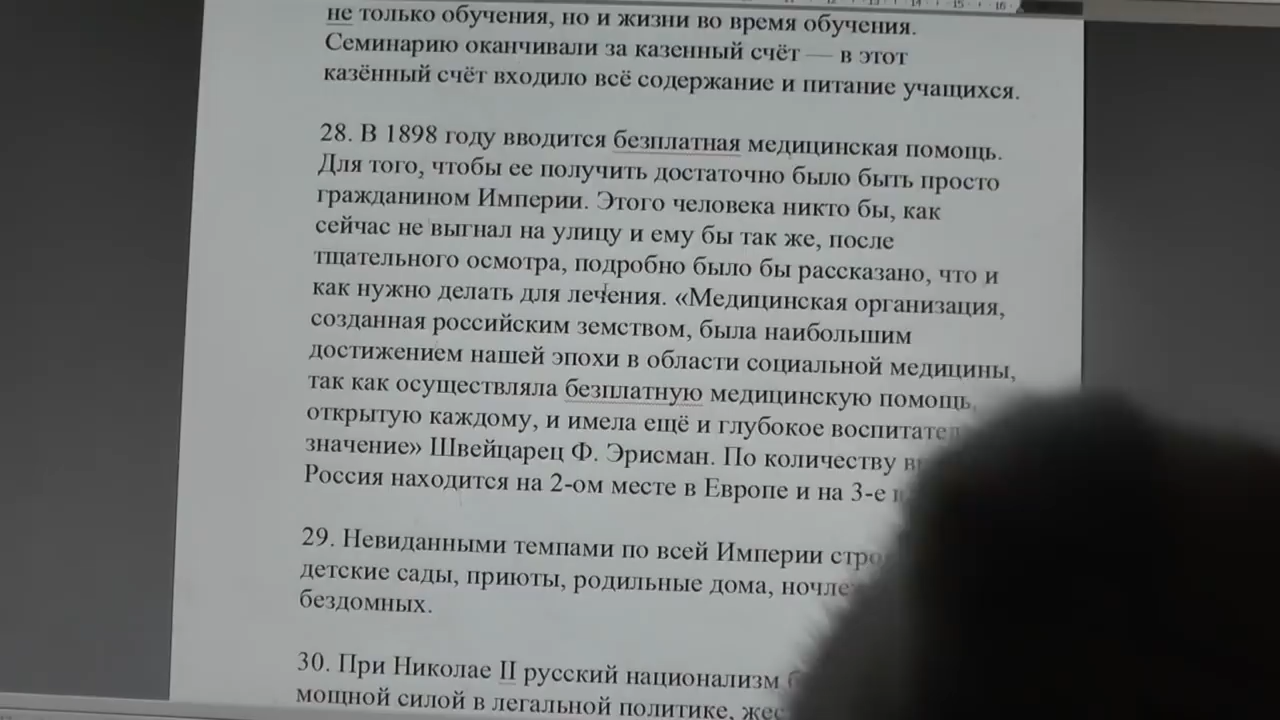 14 15 16
не только обучения, но и жизни во время обучения.
Семинарию оканчивали за казенный счёт — в этот
казённый счёт входило всё содержание и питание учащихся.
28. В 1898 году вводится безплатная медицинская помощь.
Для того, чтобы ее получить достаточно было быть просто
гражданином Империи. Этого человека никто бы, как
сейчас не выгнал на улицу и ему бы так же, после
тщательного осмотра, подробно было бы рассказано, что и
как нужно делать для лечения. «Медицинская организация,
созданная российским земством, была наибольшим
достижением нашей эпохи в области социальной медицины,
так как осуществляла безплатную медицинскую помощь,
открытую каждому, и имела ещё и глубокое
значение» Швейцарец Ф. Эрисман. По количеству
Россия находится на 2-ом месте в Европе и на 3-е
29. Невиданными темпами по всей Империи
детские сады, приюты, родильные дома,
бездомных.
30. При Николае II русский национализм
мощной силой в легальной политике,